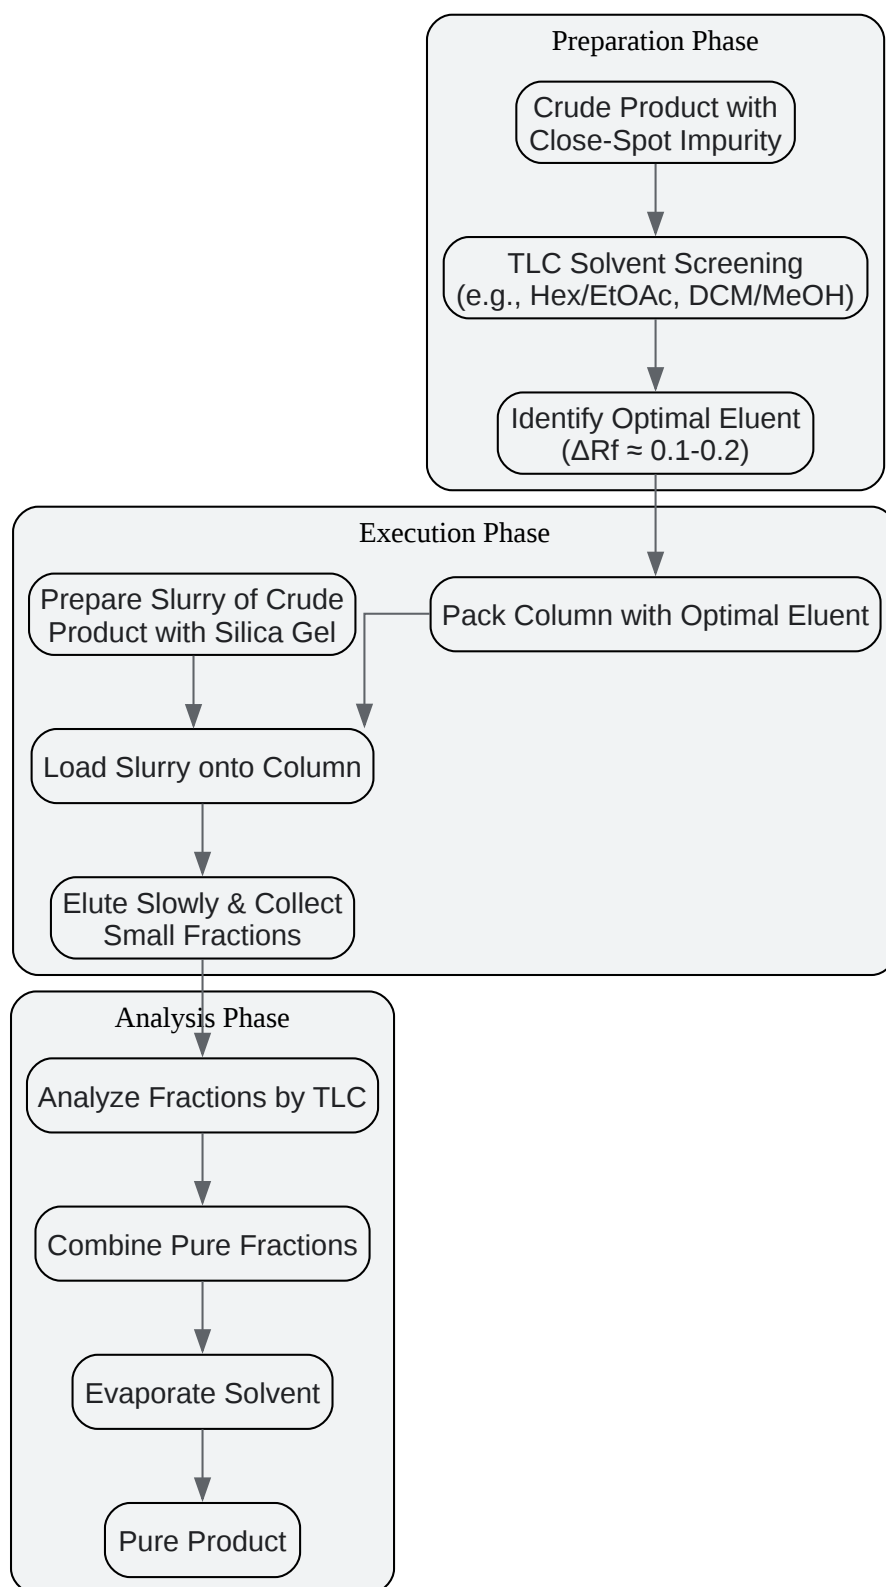 Preparation Phase
Crude Product with
Close-Spot Impurity
TLC Solvent Screening
(e.g., Hex/EtOAc, DCM/MeOH)
Identify Optimal Eluent
(ΔRf ≈ 0.1-0.2)
Execution Phase
Prepare Slurry of Crude
Product with Silica Gel
Pack Column with Optimal Eluent
Load Slurry onto Column
Elute Slowly & Collect
Small Fractions
Analysis Phase
Analyze Fractions by TLC
Combine Pure Fractions
Evaporate Solvent
Pure Product